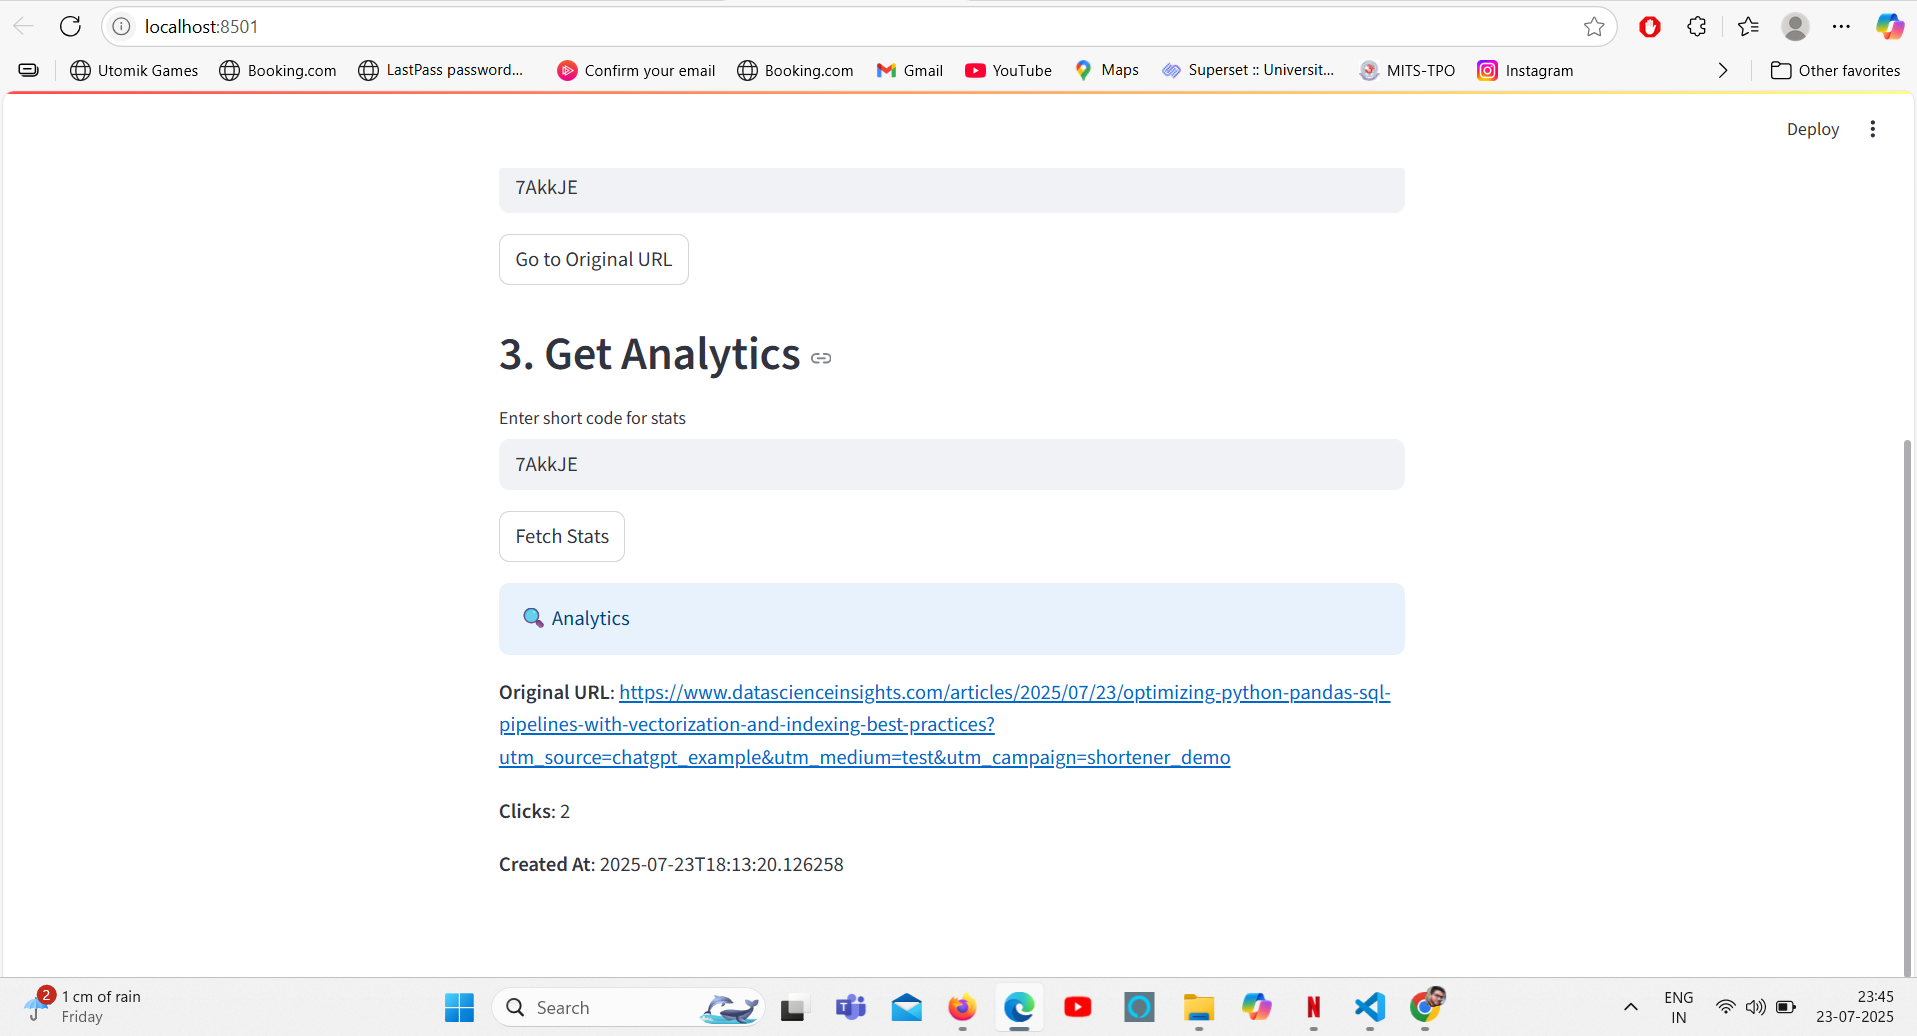 localhost:8501
Utomik Games
Booking.com
LastPass password...
Confirm your email
Booking.com
Gmail
YouTube
Maps
Superset :: Universit...
MITS-TPO
Instagram
Other favorites
Deploy
7AkkJE
Go to Original URL
3. Get Analytics
Enter short code for stats
7AkkJE
Fetch Stats
Analytics
Original URL: https://www.datascienceinsights.com/articles/2025/07/23/optimizing-python-pandas-sql-
pipelines-with-vectorization-and-indexing-best-practices?
utm_source=chatgpt_example&utm_medium=test&utm_campaign=shortener_demo
Clicks: 2
Created At: 2025-07-23T18:13:20.126258
2
1 cm of rain
Friday
Search
ENG
IN
23:45
23-07-2025